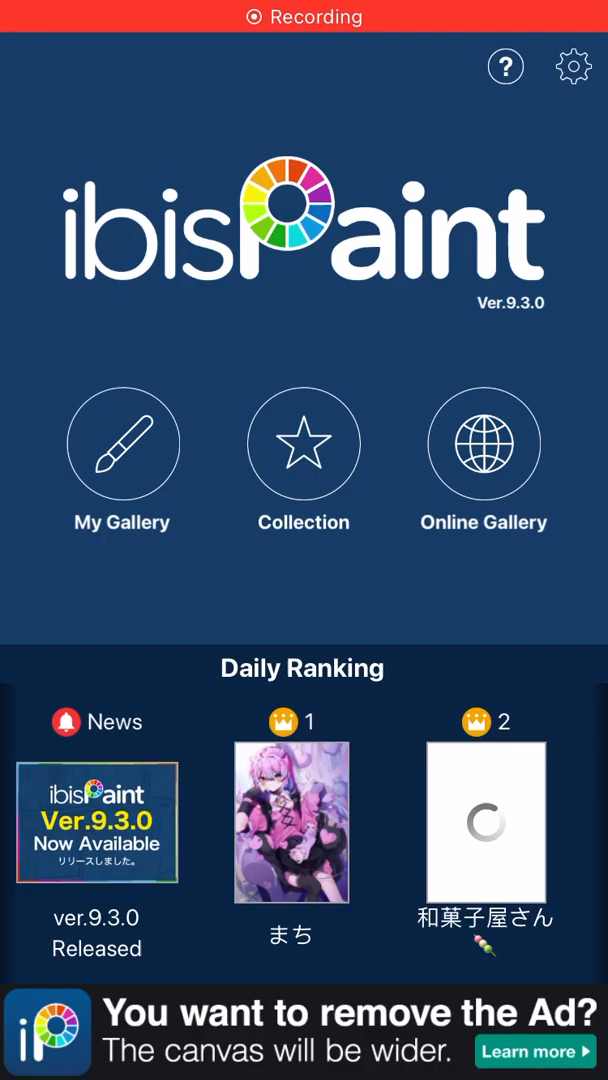 Recording
?
ibisPaint
Ver.9.3.0
My Gallery
Collection
Online Gallery
Daily Ranking
News
1
2
ibisPaint
Ver.9.3.0
Now Available
リリースしました。
ver.9.3.0
Released
まち
和菓子屋さん
🍡
iP
You want to remove the Ad?
The canvas will be wider.
Learn more